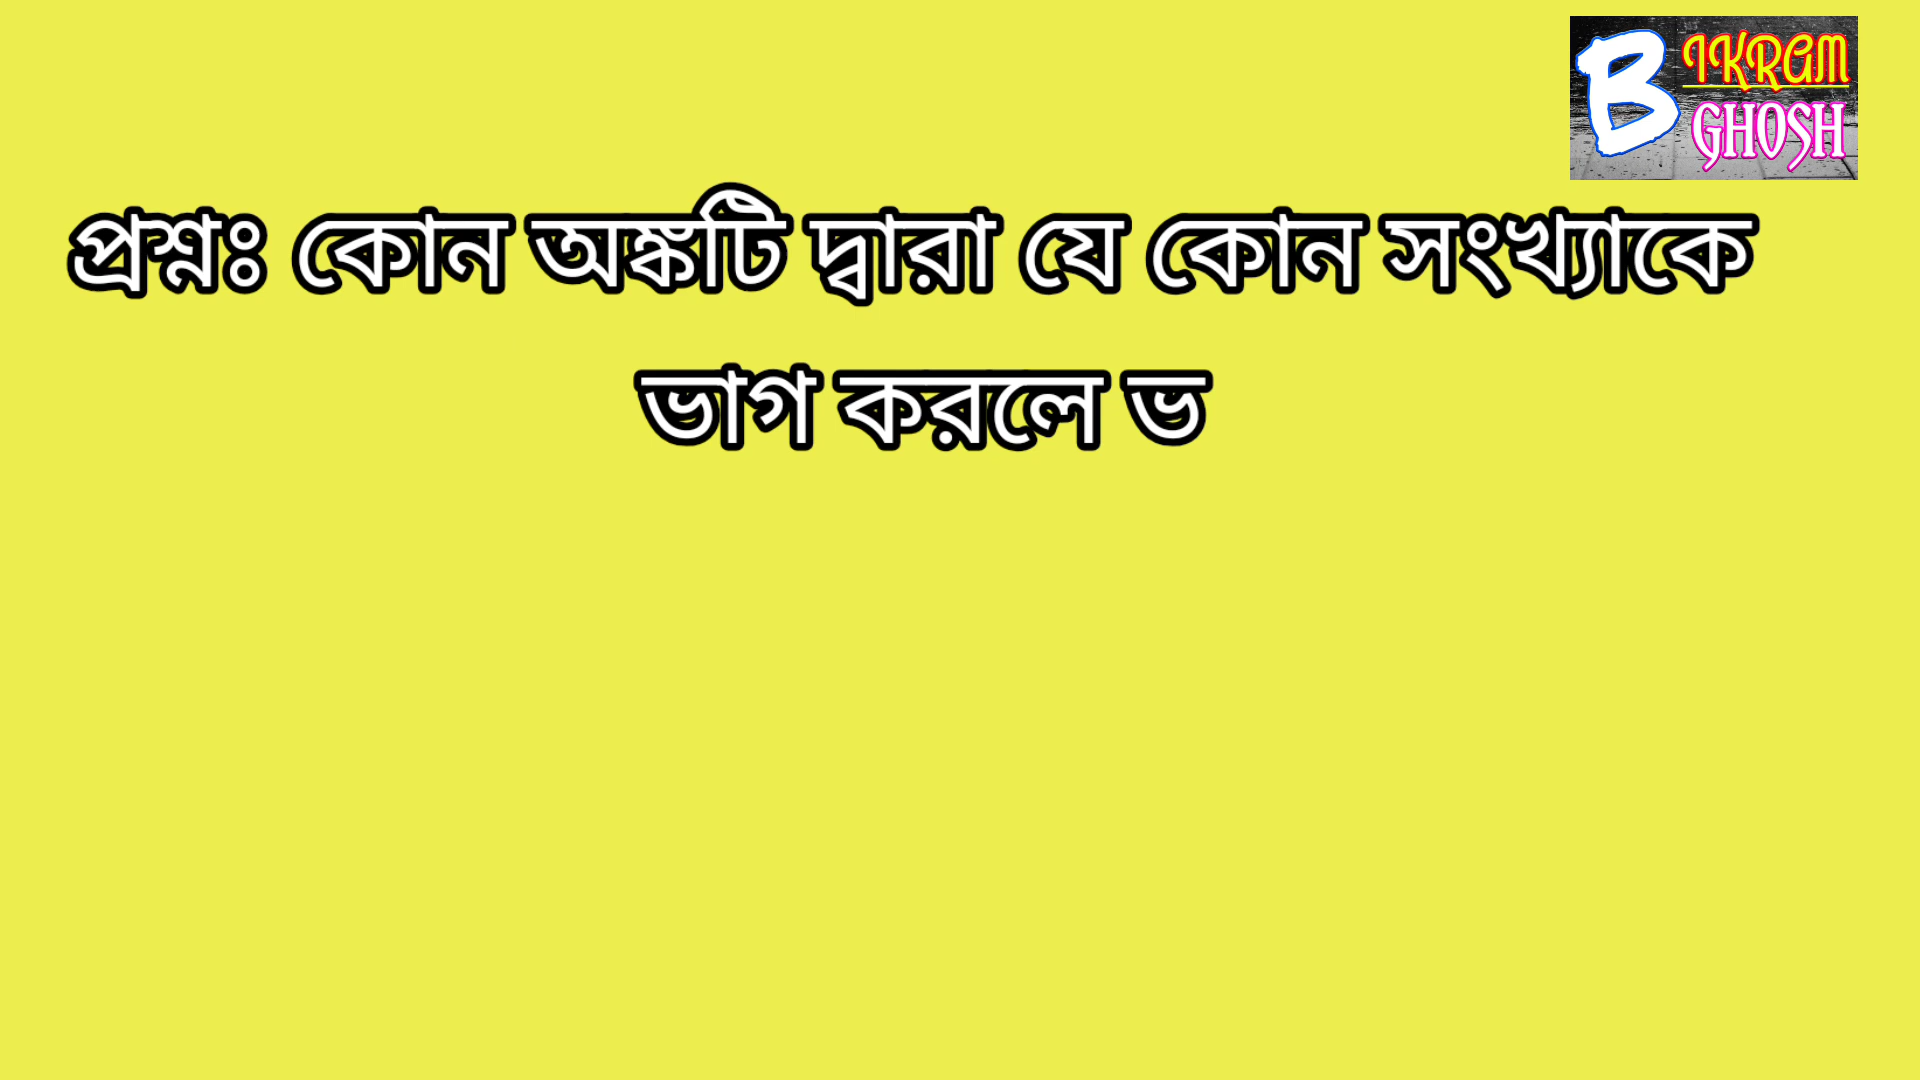 BIKRAM
GHOSH
প্রশ্নঃ কোন অঙ্কটি দ্বারা যে কোন সংখ্যাকে
ভাগ করলে ভ